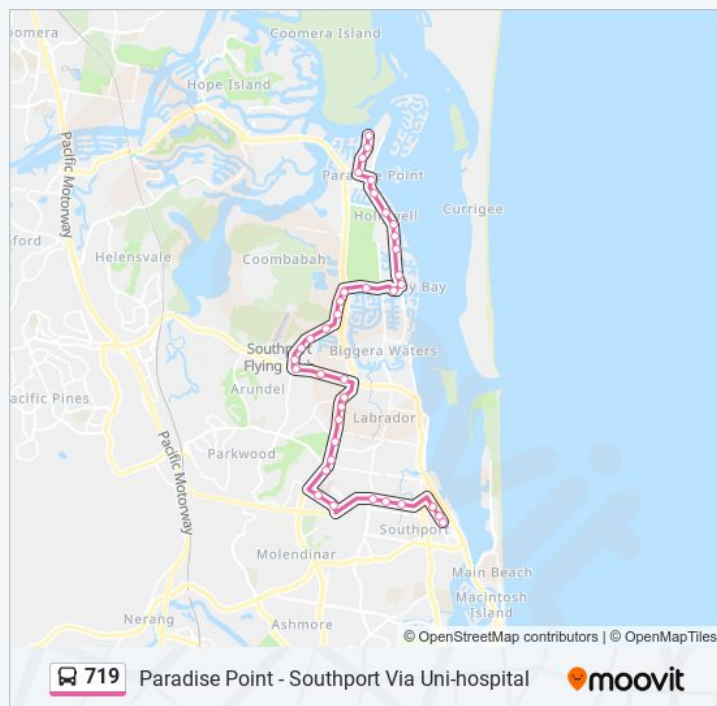 Coomera Island
oomera
Hope Island
Pacific Motorway
Paradise Point
Hollywell
Currigee
ford
Helensvale
Coombabah
y Bay
Southport
Flying
Biggera Waters
Arundel
acific Pines
Labrador
Parkwood
Pacific Motorway
Southport
Molendinar
Main Beach
Macintosh
Island
Nerang
Ashmore
© OpenStreetMap contributors | © OpenMapTiles
719 Paradise Point - Southport Via Uni-hospital moovit